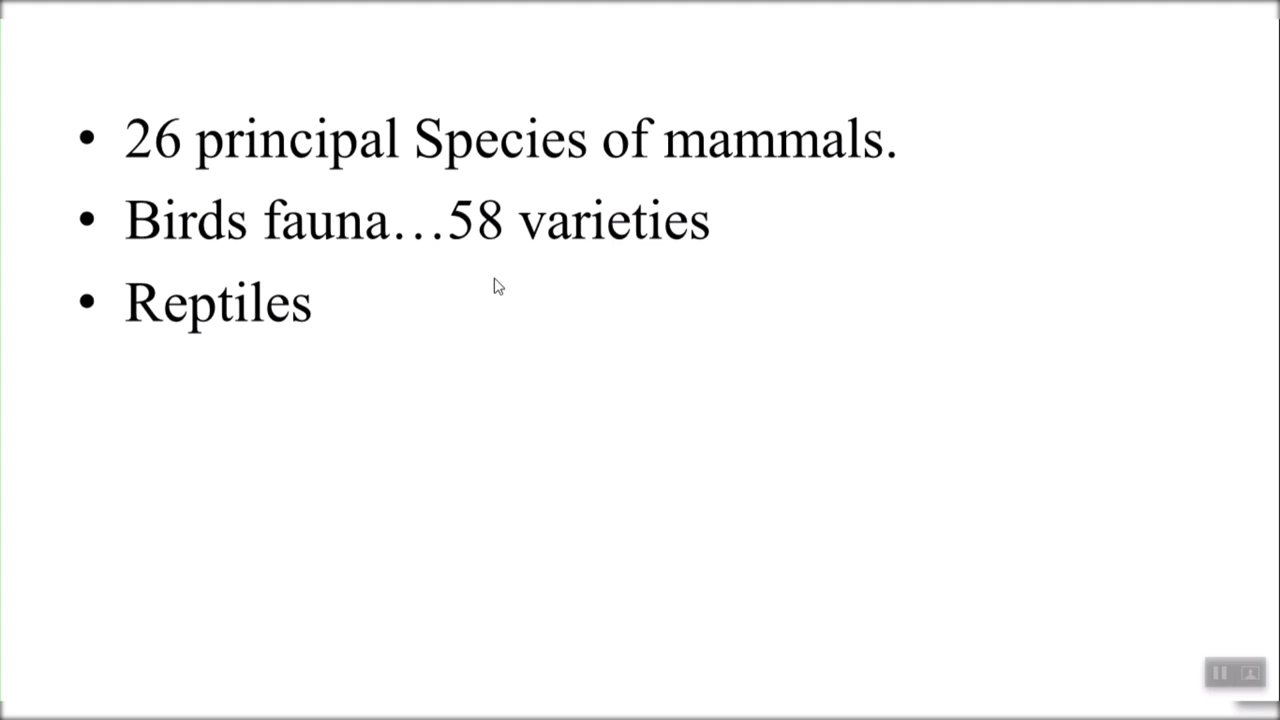 • 26 principal Species of mammals.
• Birds fauna…58 varieties
• Reptiles